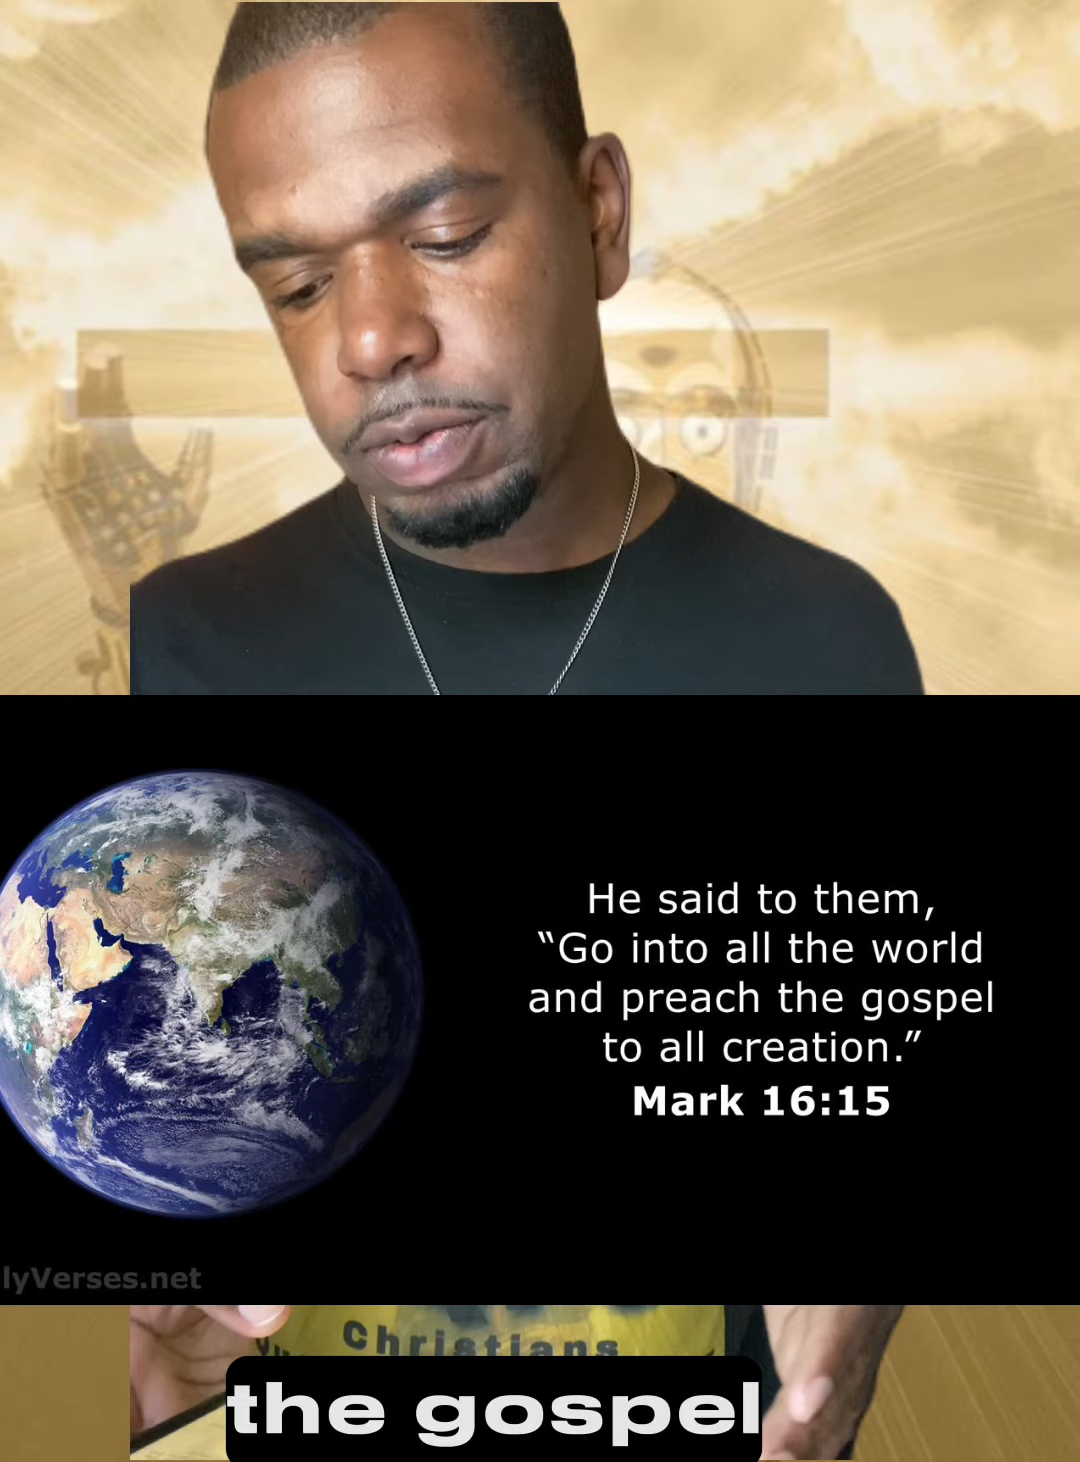 He said to them,
“Go into all the world
and preach the gospel
to all creation.”
Mark 16:15
lyVerses.net
Christians
the gospel